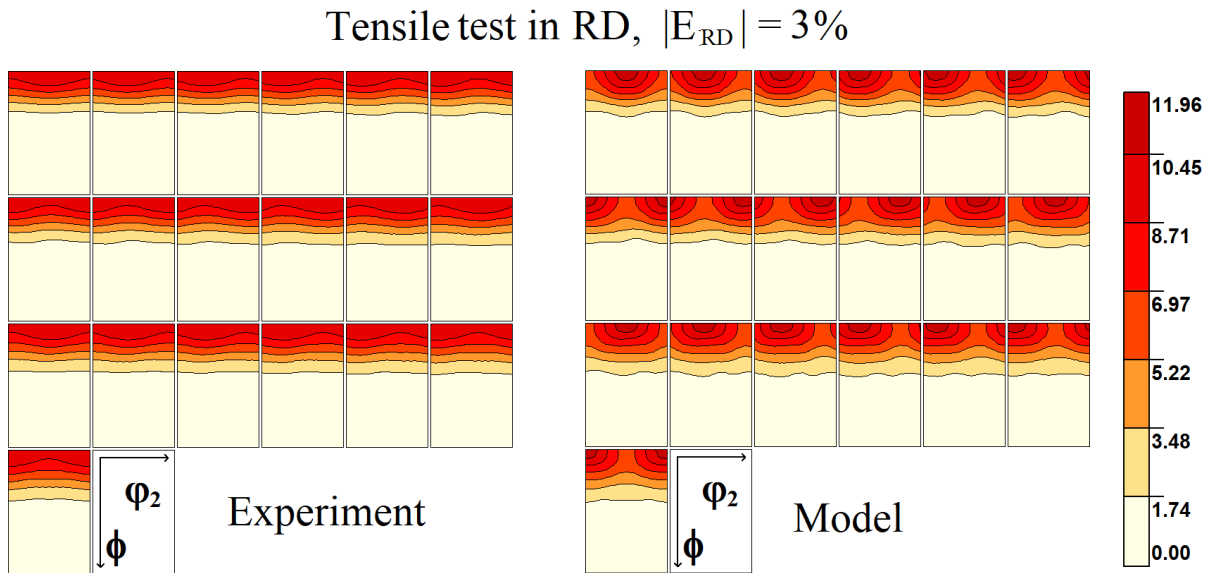 Tensile test in RD, |E_RD| = 3%
11.96
10.45
8.71
6.97
5.22
3.48
1.74
0.00
φ₂
ϕ
Experiment
φ₂
ϕ
Model